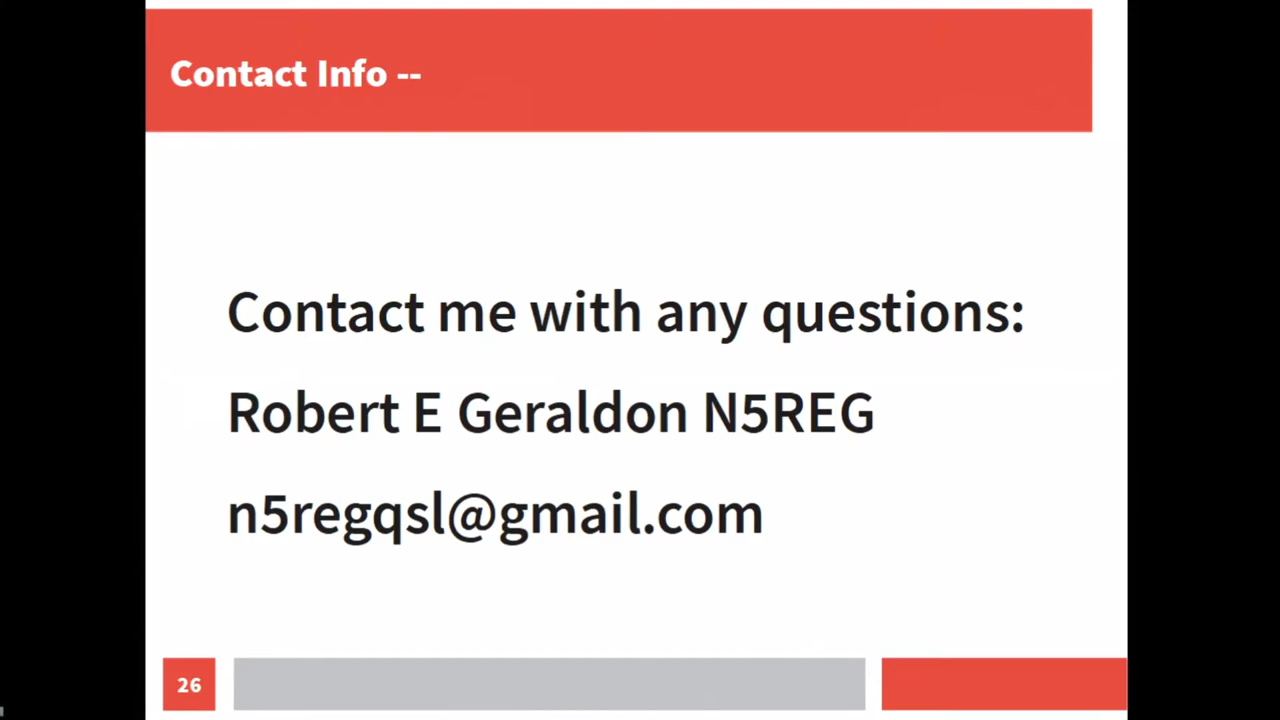 Contact Info --
Contact me with any questions:
Robert E Geraldon N5REG
n5regqsl@gmail.com
26